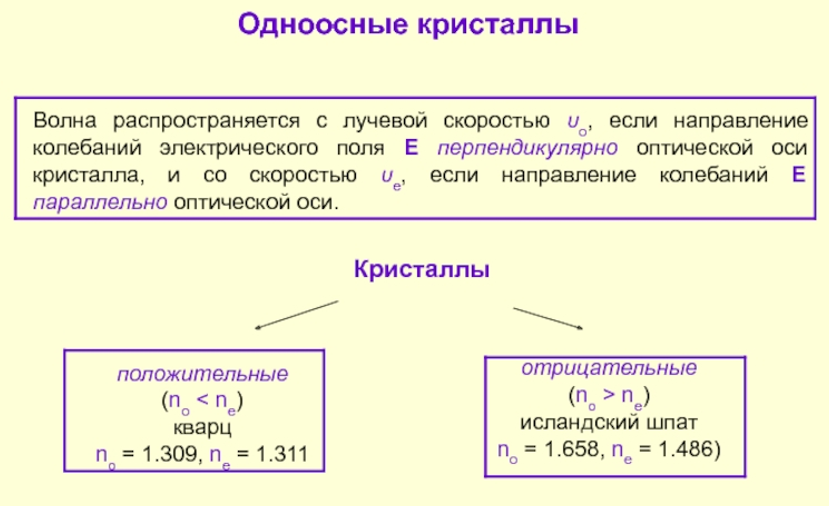 Одноосные кристаллы
Волна распространяется с лучевой скоростью υo, если направление
колебаний электрического поля E перпендикулярно оптической оси
кристалла, и со скоростью υe, если направление колебаний E
параллельно оптической оси.
Кристаллы
положительные
(no < ne)
кварц
no = 1.309, ne = 1.311
отрицательные
(no > ne)
исландский шпат
no = 1.658, ne = 1.486)